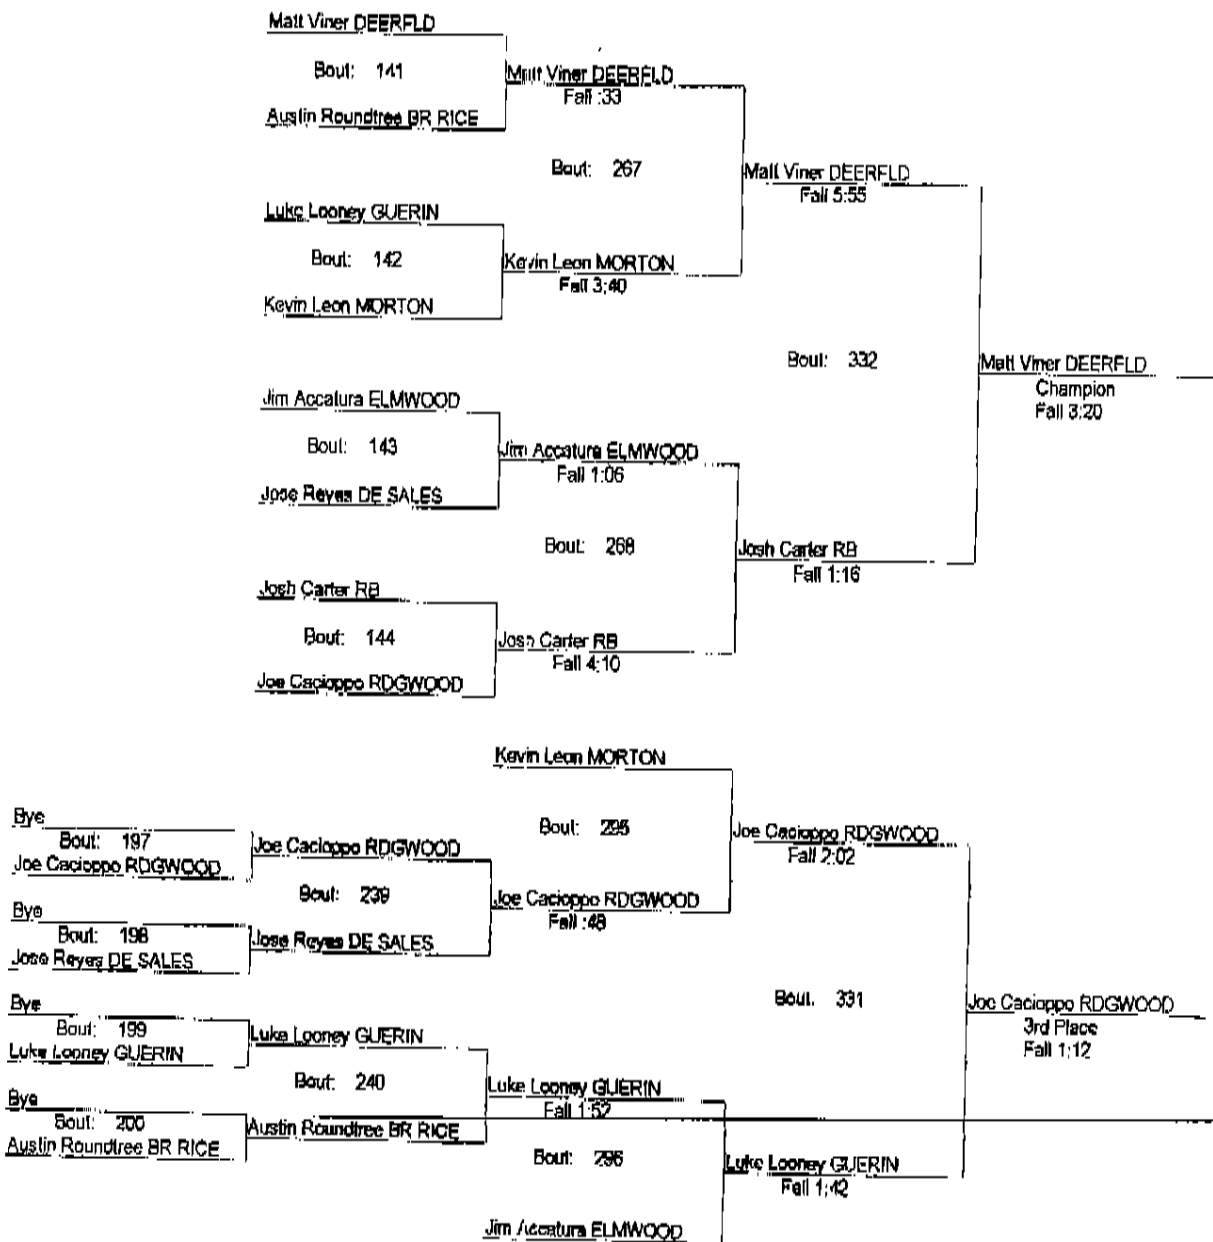 Matt Viner DEERFLD
Bout: 141
Matt Viner DEERFLD
Fall :33
Austin Roundtree BR RICE
Bout: 267
Matt Viner DEERFLD
Fall 5:55
Luke Looney GUERIN
Bout: 142
Kevin Leon MORTON
Fall 3:40
Kevin Leon MORTON
Bout: 332
Matt Viner DEERFLD
Champion
Fall 3:20
Jim Accatura ELMWOOD
Bout: 143
Jim Accatura ELMWOOD
Fall 1:06
Jose Reyes DE SALES
Bout: 268
Josh Carter RB
Fall 1:16
Josh Carter RB
Bout: 144
Josh Carter RB
Fall 4:10
Joe Cacioppo RDGWOOD
Kevin Leon MORTON
Bye
Bout: 197
Joe Cacioppo RDGWOOD
Joe Cacioppo RDGWOOD
Bout: 295
Joe Cacioppo RDGWOOD
Fall 2:02
Bout: 239
Joe Cacioppo RDGWOOD
Fall :48
Bye
Bout: 198
Jose Reyes DE SALES
Jose Reyes DE SALES
Bye
Bout: 199
Luke Looney GUERIN
Luke Looney GUERIN
Bout: 331
Joe Cacioppo RDGWOOD
3rd Place
Fall 1:12
Bout: 240
Luke Looney GUERIN
Fall 1:52
Bye
Bout: 200
Austin Roundtree BR RICE
Austin Roundtree BR RICE
Bout: 296
Luke Looney GUERIN
Fall 1:42
Jim Accatura ELMWOOD